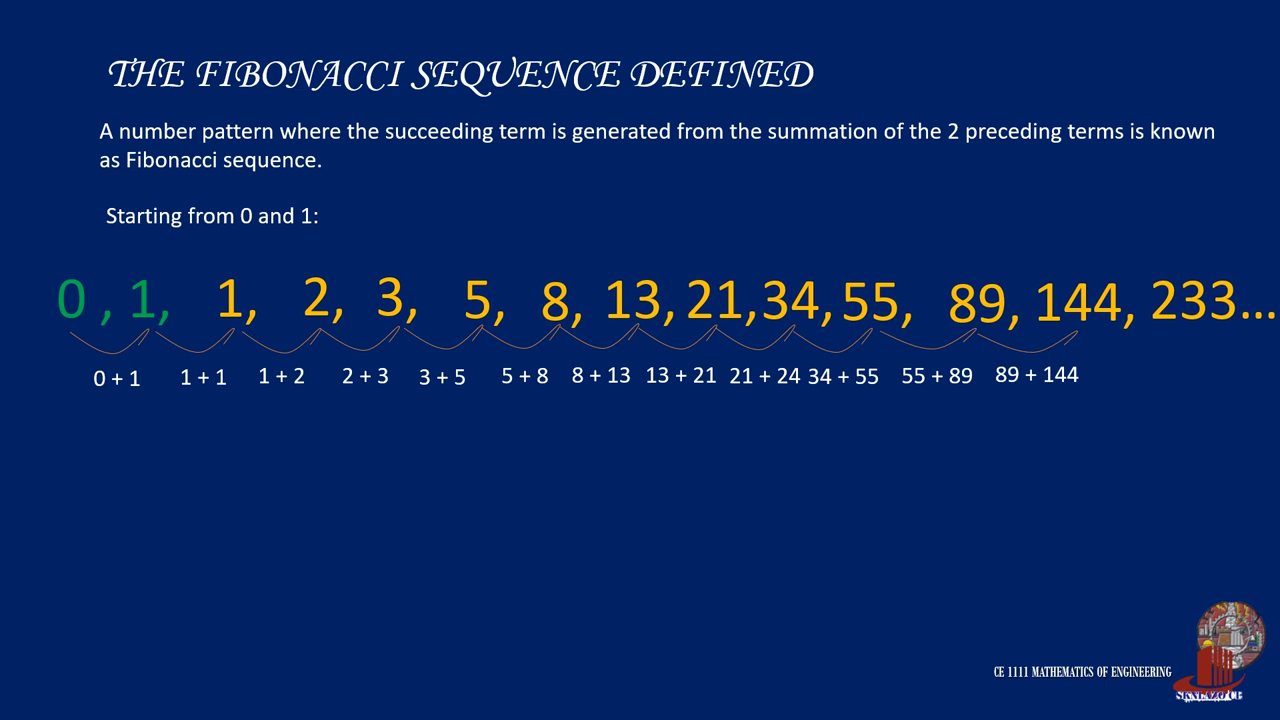 THE FIBONACCI SEQUENCE DEFINED
A number pattern where the succeeding term is generated from the summation of the 2 preceding terms is known
as Fibonacci sequence.
Starting from 0 and 1:
0 , 1, 1, 2, 3, 5, 8, 13, 21, 34, 55, 89, 144, 233...
0 + 1 1 + 1 1 + 2 2 + 3 3 + 5 5 + 8 8 + 13 13 + 21 21 + 24 34 + 55 55 + 89 89 + 144
CE 1111 MATHEMATICS OF ENGINEERING